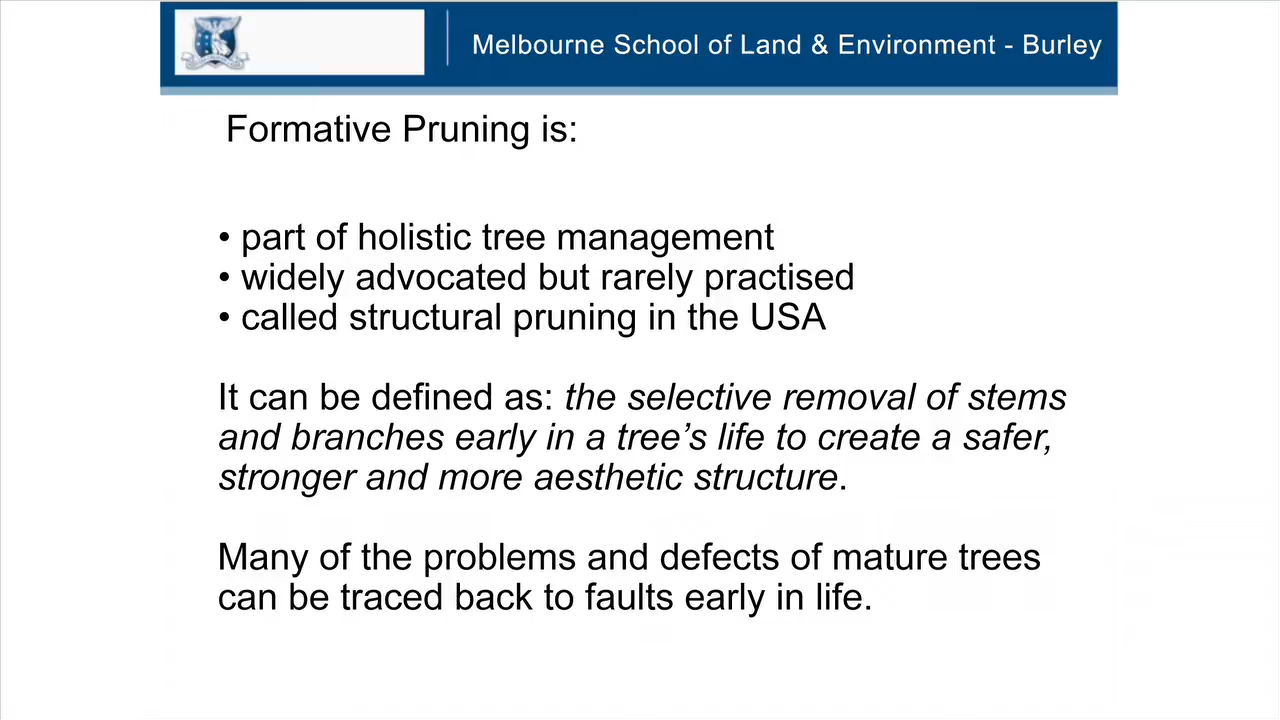 Melbourne School of Land & Environment - Burley
Formative Pruning is:
• part of holistic tree management
• widely advocated but rarely practised
• called structural pruning in the USA
It can be defined as: the selective removal of stems
and branches early in a tree’s life to create a safer,
stronger and more aesthetic structure.
Many of the problems and defects of mature trees
can be traced back to faults early in life.